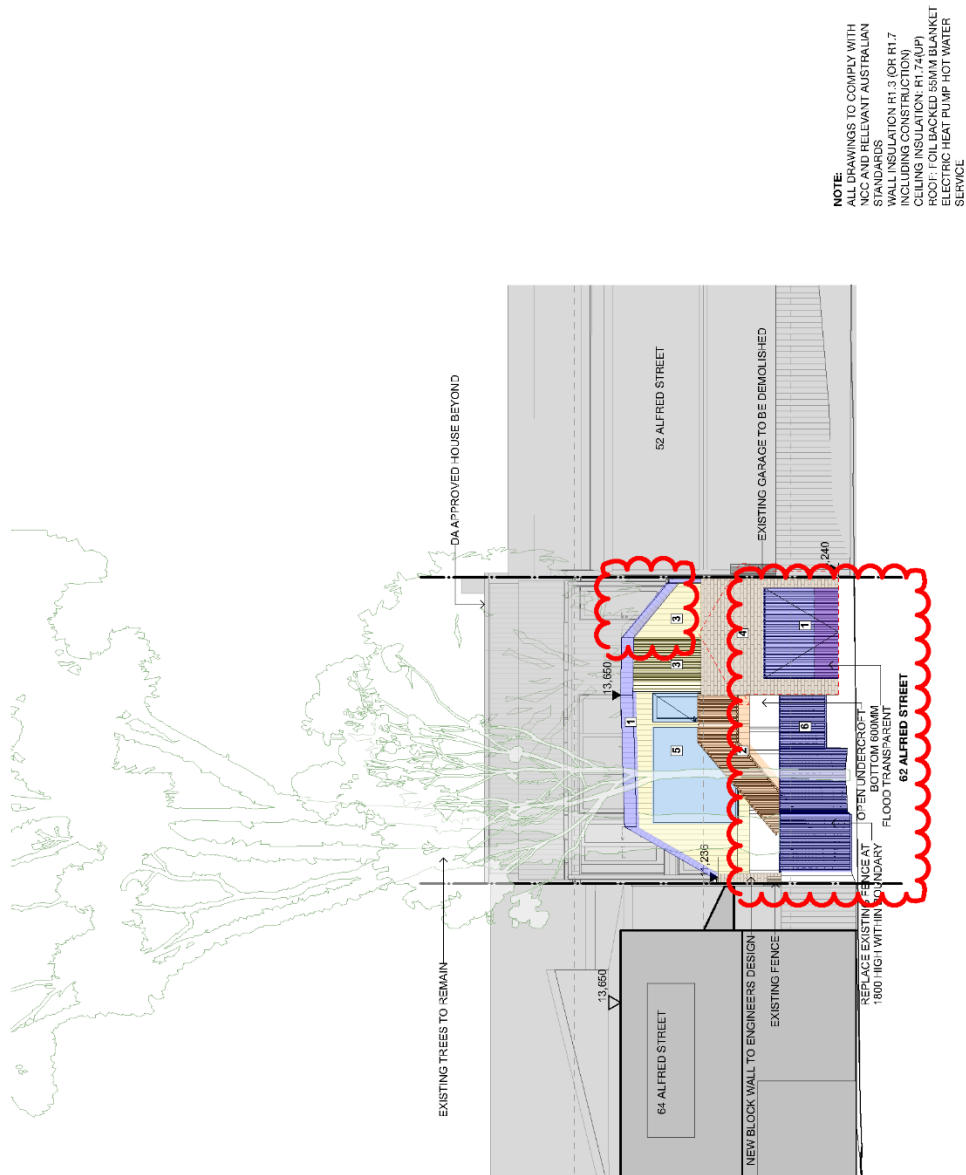 NOTE:
ALL DRAWINGS TO COMPLY WITH
NCC AND RELEVANT AUSTRALIAN
STANDARDS
WALL INSULATION R1.3 (OR R1.7
INCLUDING CONSTRUCTION)
CEILING INSULATION: R1.74(UP)
ROOF: FOIL BACKED 55MM BLANKET
ELECTRIC HEAT PUMP HOT WATER
SERVICE
DA APPROVED HOUSE BEYOND
52 ALFRED STREET
EXISTING GARAGE TO BE DEMOLISHED
,240
13,650
1
3
3
4
1
5
2
6
EXISTING TREES TO REMAIN
13,650
64 ALFRED STREET
NEW BLOCK WALL TO ENGINEERS DESIGN
EXISTING FENCE
REPLACE EXISTING FENCE AT
1800 HIGH WITHIN BOUNDARY
OPEN UNDERCROFT
BOTTOM 600MM
FLOOD TRANSPARENT
62 ALFRED STREET